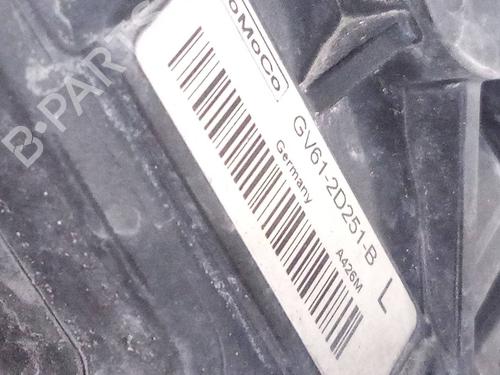 oMoCo
GV61-2D251-B
L
Germany
A426M
B-PARTS